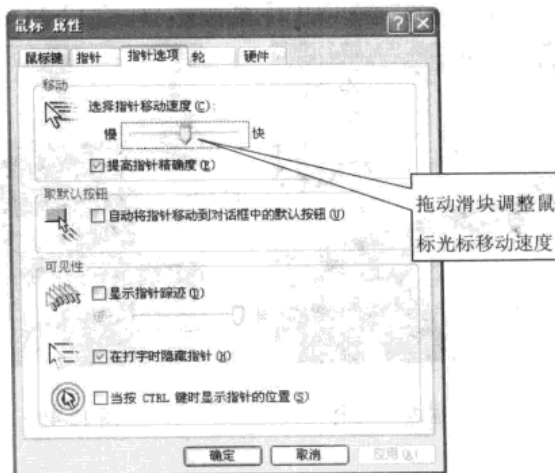 鼠标 属性
鼠标键 指针 指针选项 轮 硬件
移动
选择指针移动速度(C):
慢 快
提高指针精确度(E)
拖动滑块调整鼠
标光标移动速度
取默认按钮
自动将指针移动到对话框中的默认按钮(U)
可见性
显示指针踪迹(D)
在打字时隐藏指针(H)
当按 CTRL 键时显示指针的位置(S)
确定 取消 应用(A)